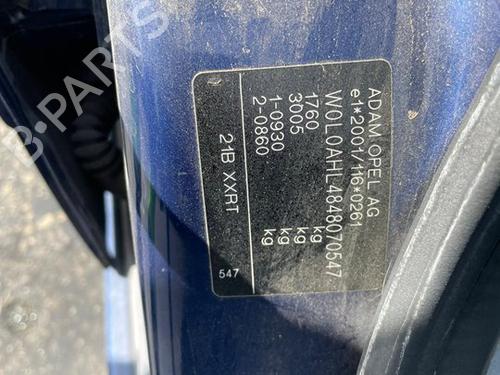 ADAM OPEL AG
e1*2001/116*0261
W0L0AHL4848070547
1760 kg
3005 kg
1-0930 kg
2-0860 kg
21B XXRT
547
B-PARTS